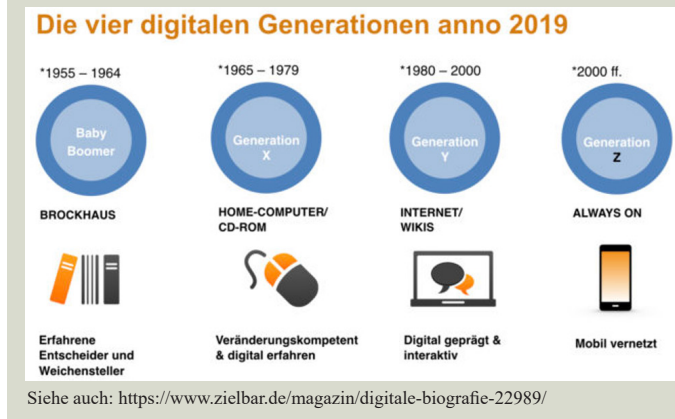 Die vier digitalen Generationen anno 2019
*1955 – 1964
*1965 – 1979
*1980 – 2000
*2000 ff.
Baby
Boomer
Generation
X
Generation
Y
Generation
Z
BROCKHAUS
HOME-COMPUTER/
CD-ROM
INTERNET/
WIKIS
ALWAYS ON
Erfahrene
Entscheider und
Weichensteller
Veränderungskompetent
& digital erfahren
Digital geprägt &
interaktiv
Mobil vernetzt
Siehe auch: https://www.zielbar.de/magazin/digitale-biografie-22989/